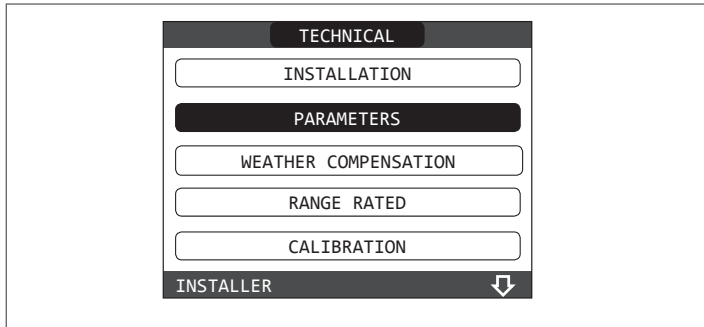 TECHNICAL
INSTALLATION
PARAMETERS
WEATHER COMPENSATION
RANGE RATED
CALIBRATION
INSTALLER